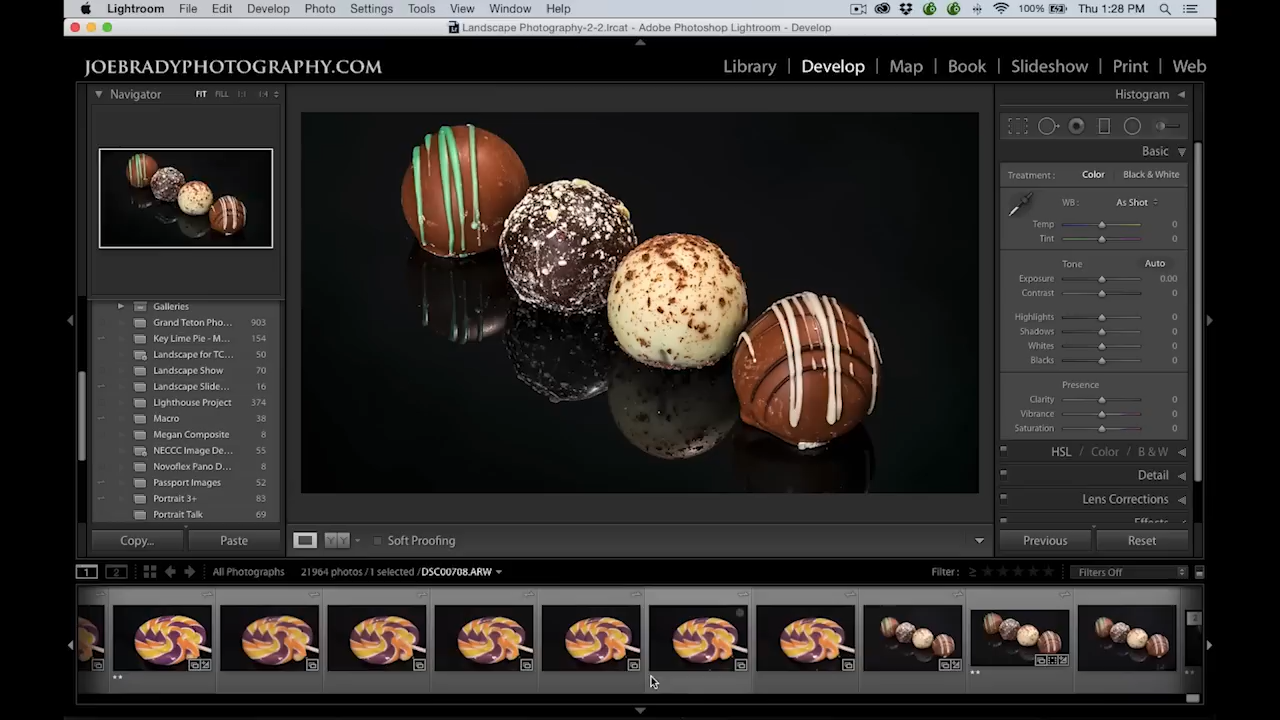 Lightroom File Edit Develop Photo Settings Tools View Window Help 100% Thu 1:28 PM
Landscape Photography-2-2.lrcat - Adobe Photoshop Lightroom - Develop
JOEBRADYPHOTOGRAPHY.COM
Library | Develop | Map | Book | Slideshow | Print | Web
Navigator FIT FILL 1:1 1:4
Histogram
Basic
Treatment : Color Black & White
WB: As Shot
Temp 0
Tint 0
Tone Auto
Exposure 0.00
Contrast 0
Highlights 0
Shadows 0
Whites 0
Blacks 0
Presence
Clarity 0
Vibrance 0
Saturation 0
HSL / Color / B & W
Detail
Lens Corrections
Effects
Galleries
Grand Teton Pho... 903
Key Lime Pie - M... 154
Landscape for TC... 50
Landscape Show 70
Landscape Slide... 16
Lighthouse Project 374
Macro 38
Megan Composite 8
NECCC Image De... 55
Novoflex Pano D... 8
Passport Images 52
Portrait 3+ 83
Portrait Talk 69
Copy... Paste
Y Y Soft Proofing
Previous Reset
1 2 All Photographs 21964 photos / 1 selected / DSC00708.ARW
Filter : ≥ ★★★★★ Filters Off
2